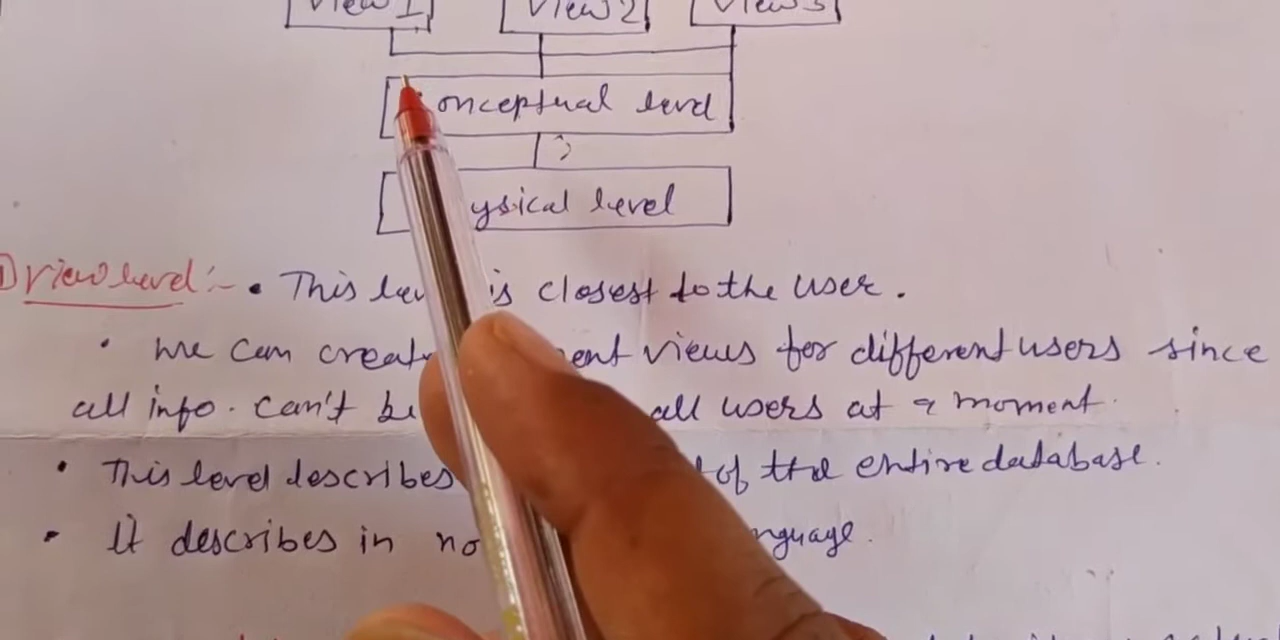 View 1 View 2 View 3
onceptual level
ysical level
1) View level :- • This is closest to the user.
• We can creat ent views for different users since
all info. can't be all users at a moment.
• This level describes of the entire database.
• It describes in no nguage.